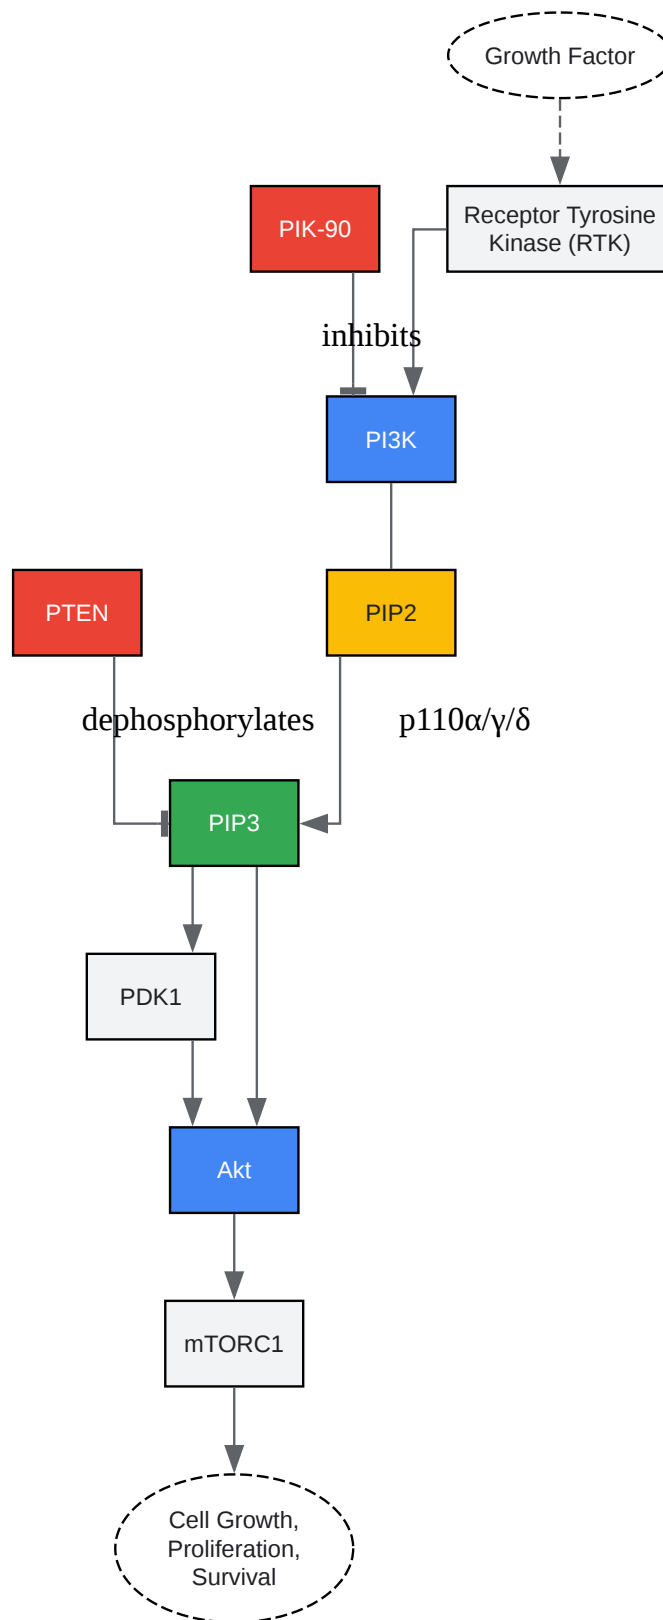 Growth Factor
PIK-90
Receptor Tyrosine
Kinase (RTK)
inhibits
PI3K
PTEN
PIP2
dephosphorylates
p110α/γ/δ
PIP3
PDK1
Akt
mTORC1
Cell Growth,
Proliferation,
Survival